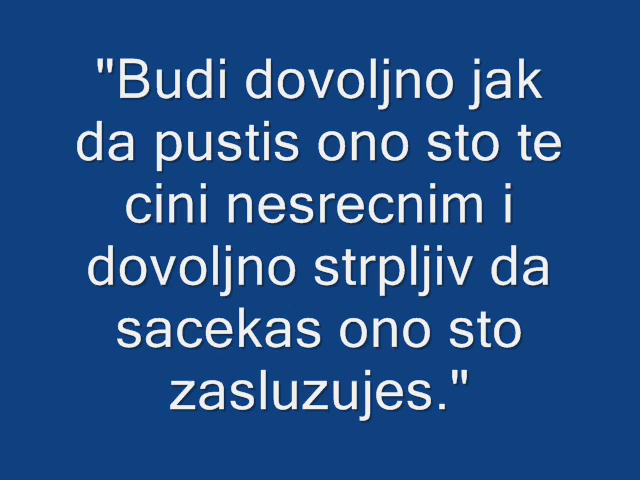 "Budi dovoljno jak
da pustis ono sto te
cini nesrecnim i
dovoljno strpljiv da
sacekas ono sto
zasluzujes."